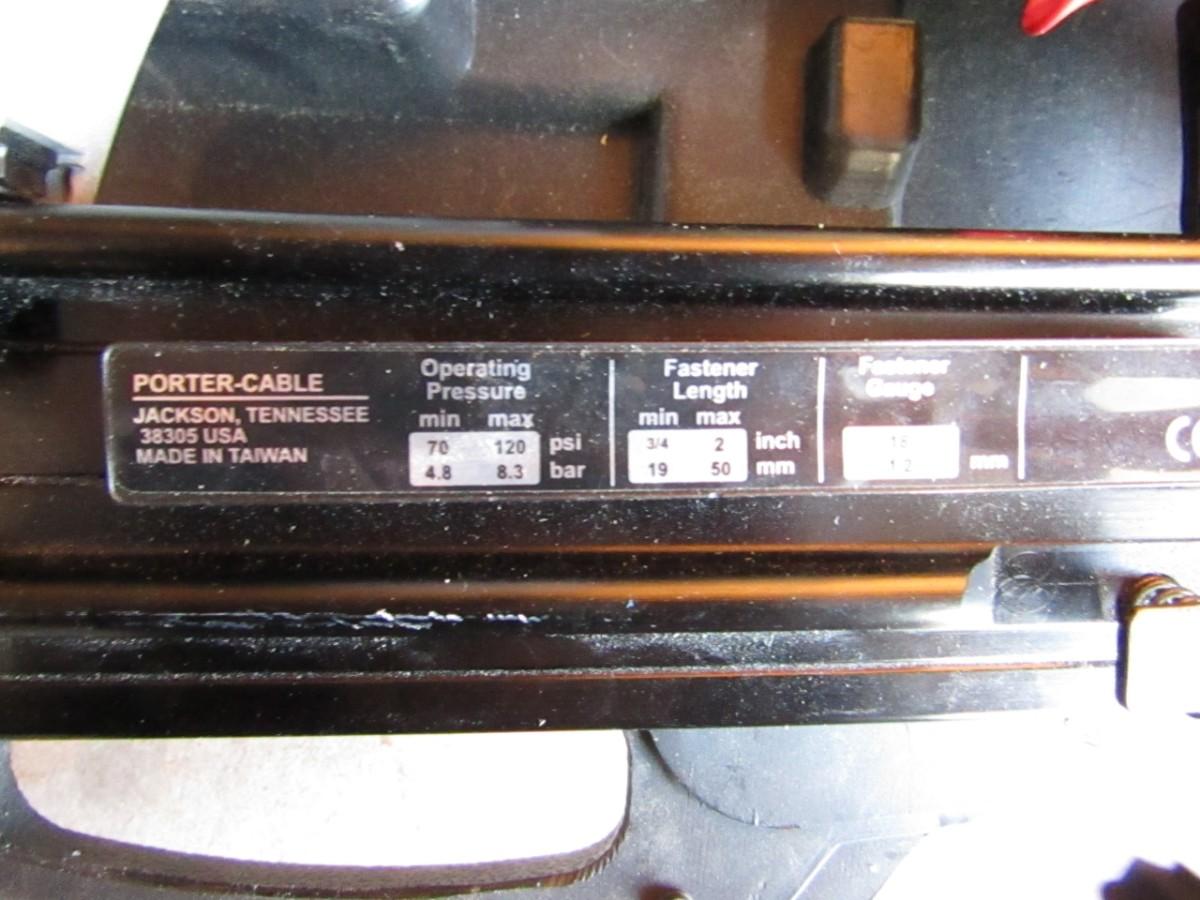 PORTER-CABLE
JACKSON, TENNESSEE
38305 USA
MADE IN TAIWAN
Operating
Pressure
min max
70 120 psi
4.8 8.3 bar
Fastener
Length
min max
3/4 2 inch
19 50 mm
Fastener
Gauge
18
1.2 mm
CE